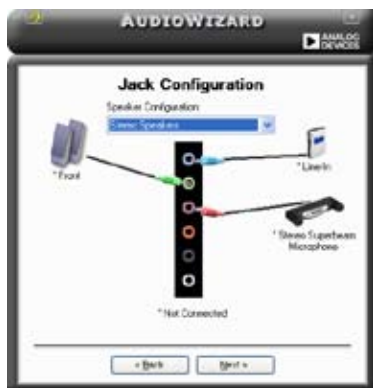 AUDIOWIZARD
ANALOG
DEVICES
Jack Configuration
Speaker Configuration:
Stereo Speakers
* Front
* Line-In
* Stereo Superbeam
Microphone
* Not Connected
< Back
Next >